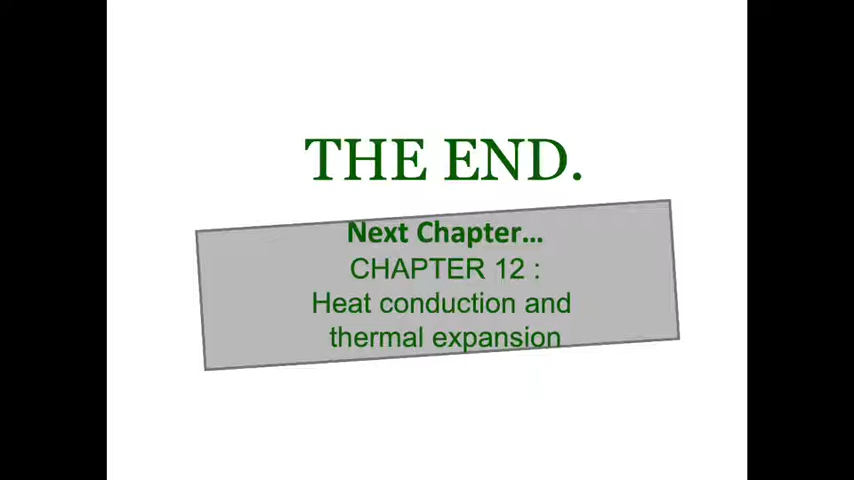 THE END.
Next Chapter…
CHAPTER 12 :
Heat conduction and
thermal expansion